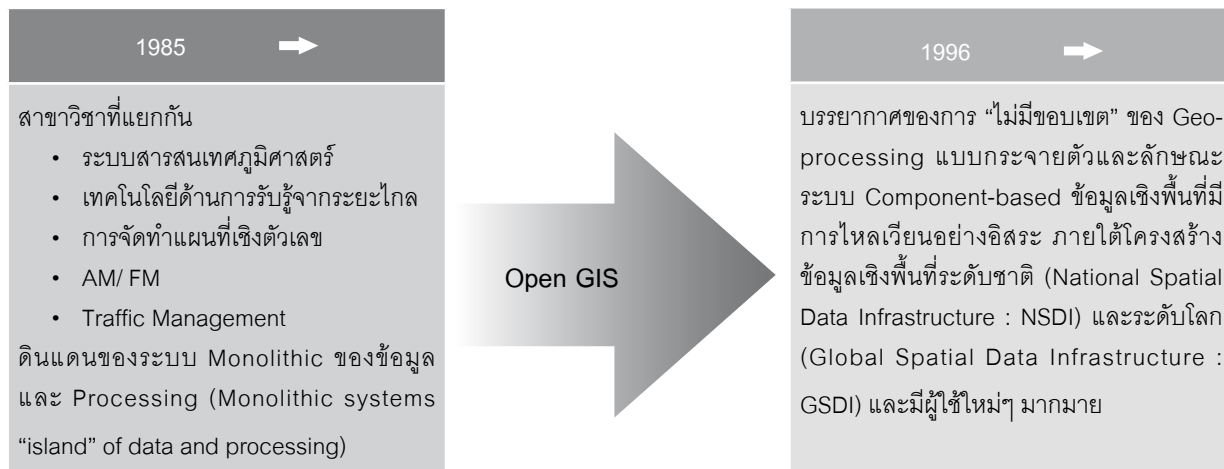 1985
สาขาวิชาที่แยกกัน
• ระบบสารสนเทศภูมิศาสตร์
• เทคโนโลยีด้านการรับรู้จากระยะไกล
• การจัดทำแผนที่เชิงตัวเลข
• AM/ FM
• Traffic Management
ดินแดนของระบบ Monolithic ของข้อมูล
และ Processing (Monolithic systems
“island” of data and processing)
Open GIS
1996
บรรยากาศของการ “ไม่มีขอบเขต” ของ Geo-
processing แบบกระจายตัวและลักษณะ
ระบบ Component-based ข้อมูลเชิงพื้นที่มี
การไหลเวียนอย่างอิสระ ภายใต้โครงสร้าง
ข้อมูลเชิงพื้นที่ระดับชาติ (National Spatial
Data Infrastructure : NSDI) และระดับโลก
(Global Spatial Data Infrastructure :
GSDI) และมีผู้ใช้ใหม่ๆ มากมาย